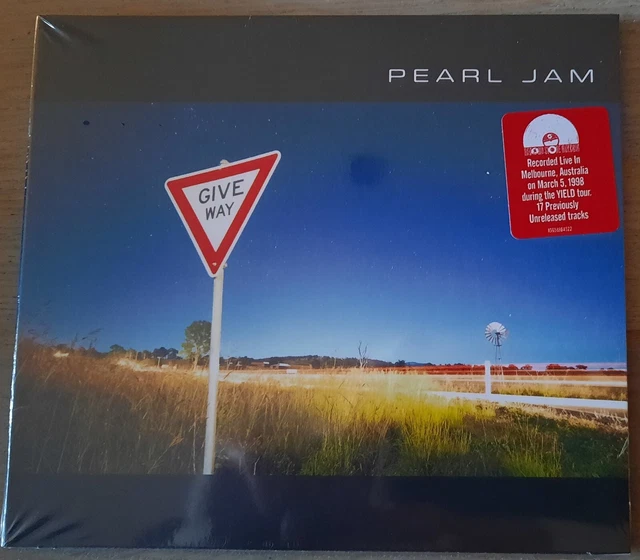 PEARL JAM
GIVE
WAY
Recorded Live In
Melbourne, Australia
on March 5, 1998
during the YIELD tour.
17 Previously
Unreleased tracks